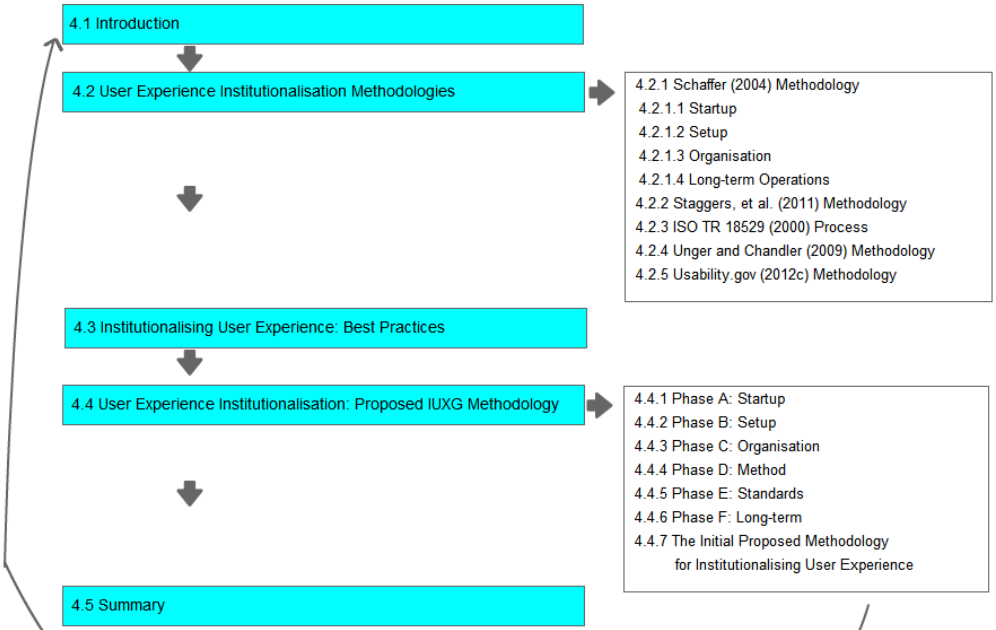 4.1 Introduction
4.2 User Experience Institutionalisation Methodologies
4.2.1 Schaffer (2004) Methodology
4.2.1.1 Startup
4.2.1.2 Setup
4.2.1.3 Organisation
4.2.1.4 Long-term Operations
4.2.2 Staggers, et al. (2011) Methodology
4.2.3 ISO TR 18529 (2000) Process
4.2.4 Unger and Chandler (2009) Methodology
4.2.5 Usability.gov (2012c) Methodology
4.3 Institutionalising User Experience: Best Practices
4.4 User Experience Institutionalisation: Proposed IUXG Methodology
4.4.1 Phase A: Startup
4.4.2 Phase B: Setup
4.4.3 Phase C: Organisation
4.4.4 Phase D: Method
4.4.5 Phase E: Standards
4.4.6 Phase F: Long-term
4.4.7 The Initial Proposed Methodology
for Institutionalising User Experience
4.5 Summary